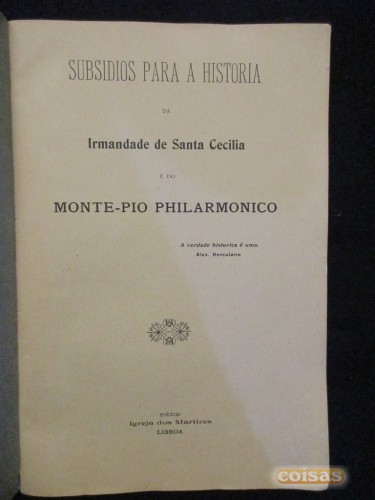 SUBSIDIOS PARA A HISTORIA
DA
Irmandade de Santa Cecilia
E DO
MONTE-PIO PHILARMONICO
A verdade historica é uma.
Alex. Herculano
SÉDE
Igreja dos Martires
LISBOA
coisas